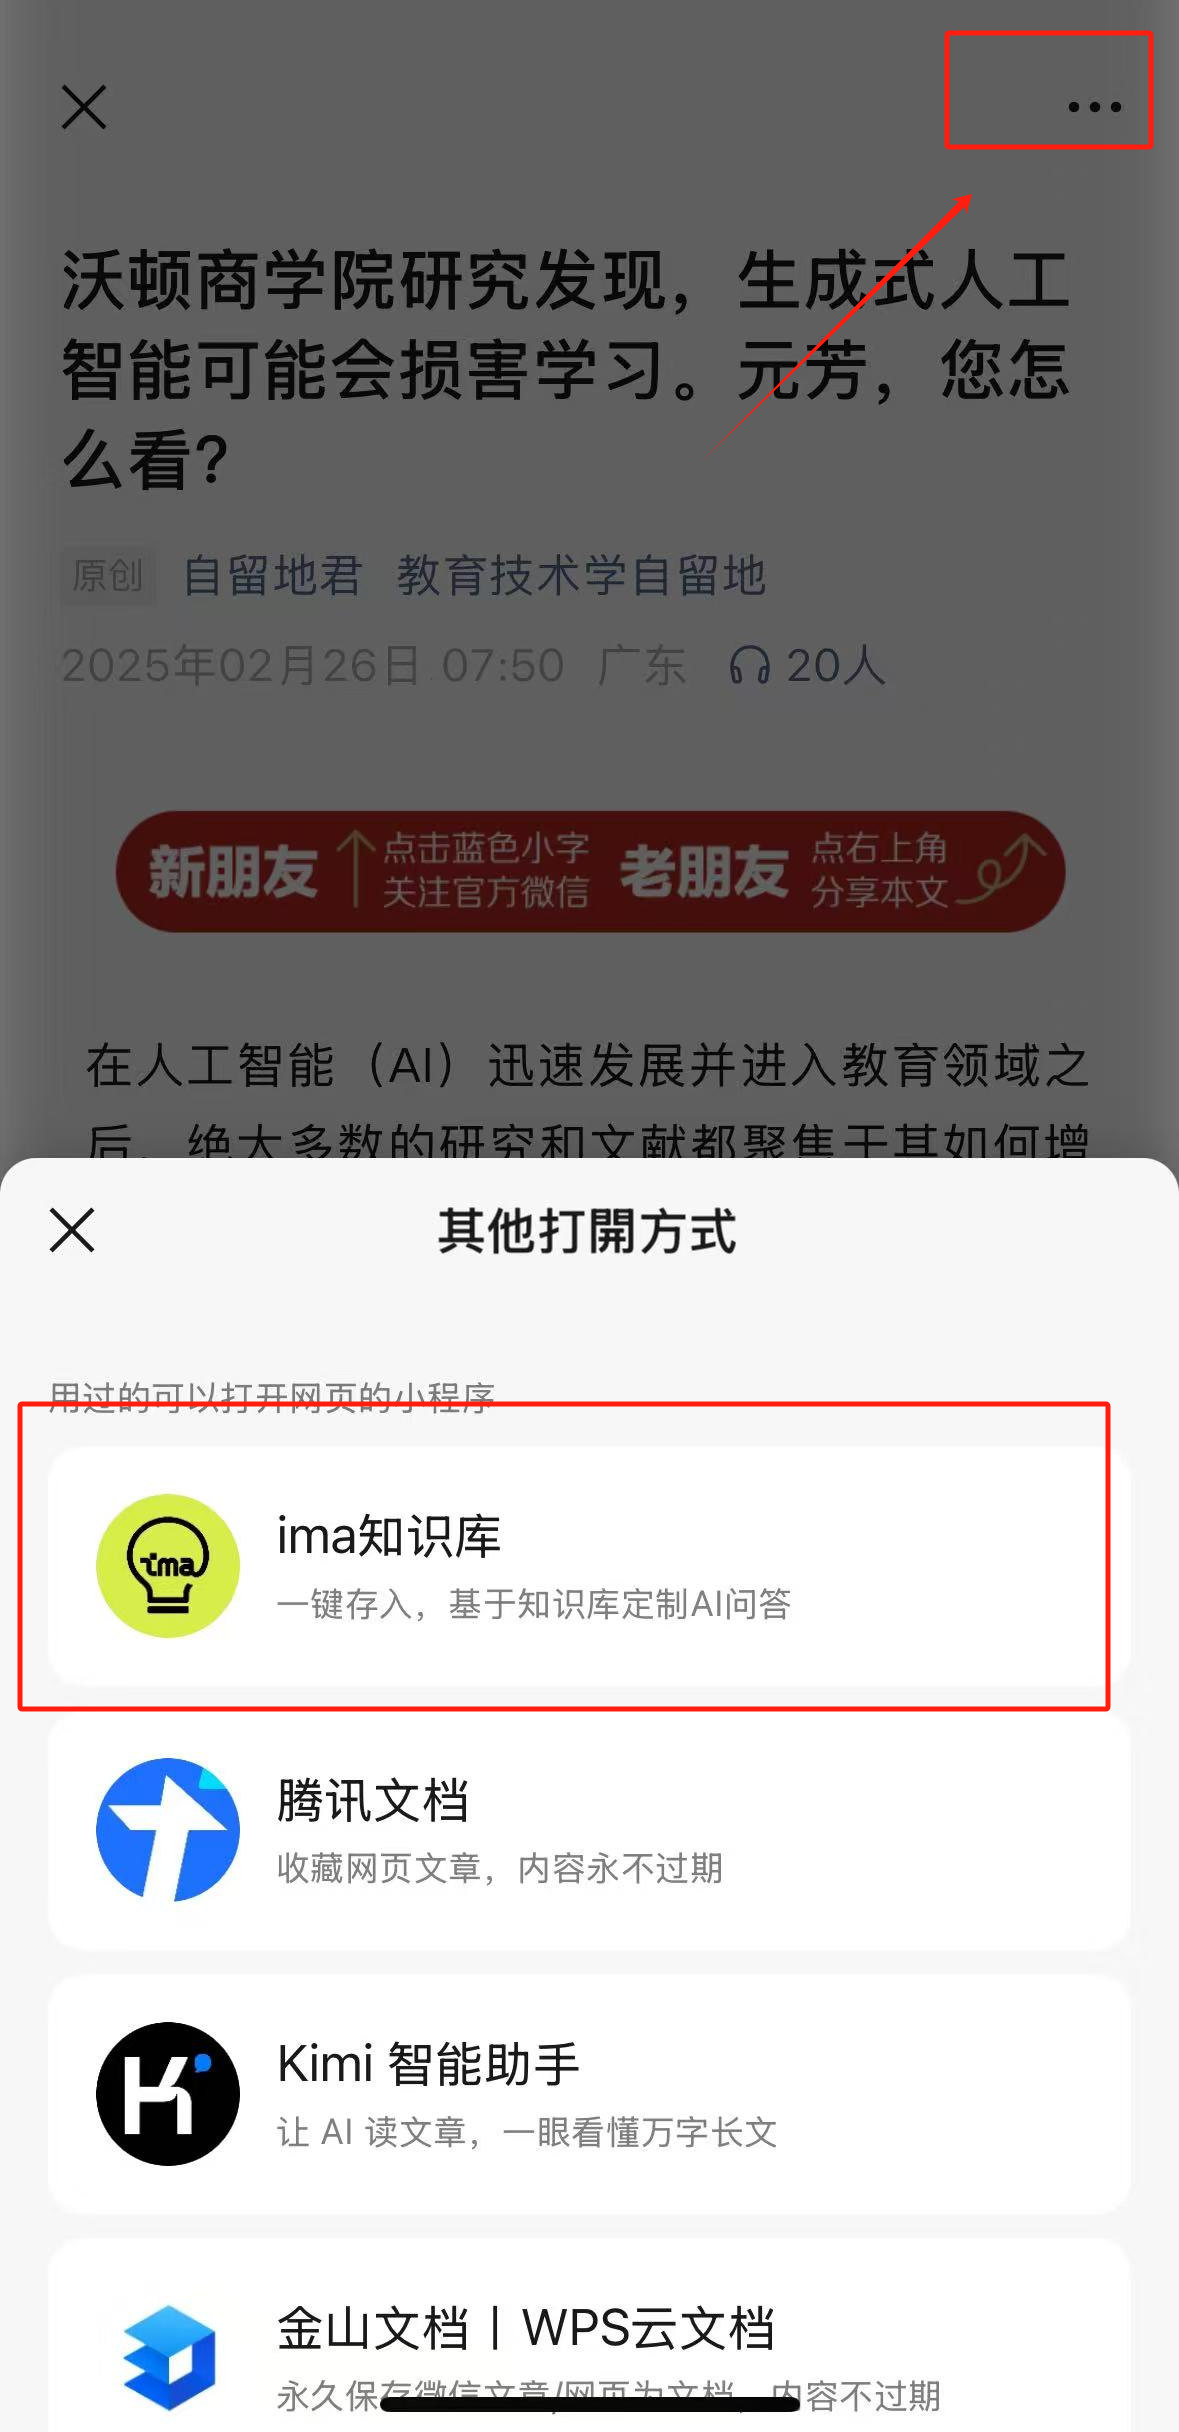 沃顿商学院研究发现，生成式人工
智能可能会损害学习。元芳，您怎
么看?
原创 自留地君 教育技术学自留地
2025年02月26日 07:50 广东 20人
新朋友 点击蓝色小字 关注官方微信 老朋友 点右上角 分享本文
在人工智能（AI）迅速发展并进入教育领域之
后，绝大多数的研究和文献都聚焦于其如何增
其他打開方式
用过的可以打开网页的小程序
ima
ima知识库
一键存入，基于知识库定制AI问答
腾讯文档
收藏网页文章，内容永不过期
Kimi 智能助手
让 AI 读文章，一眼看懂万字长文
金山文档丨WPS云文档
永久保存微信文章/网页为文档，内容不过期